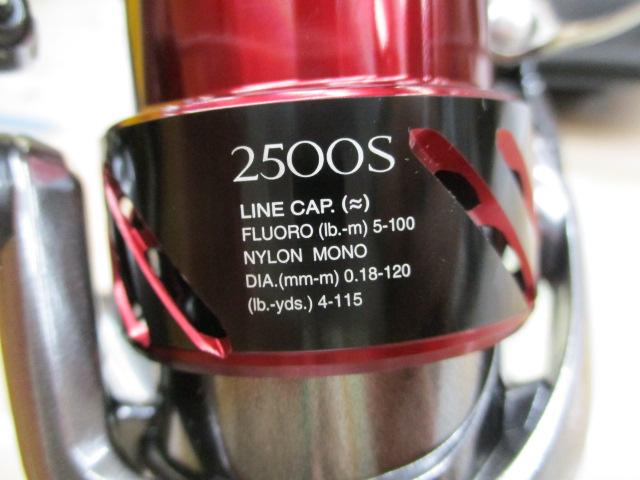 2500S
LINE CAP. (≈)
FLUORO (lb.-m) 5-100
NYLON MONO
DIA.(mm-m) 0.18-120
(lb.-yds.) 4-115